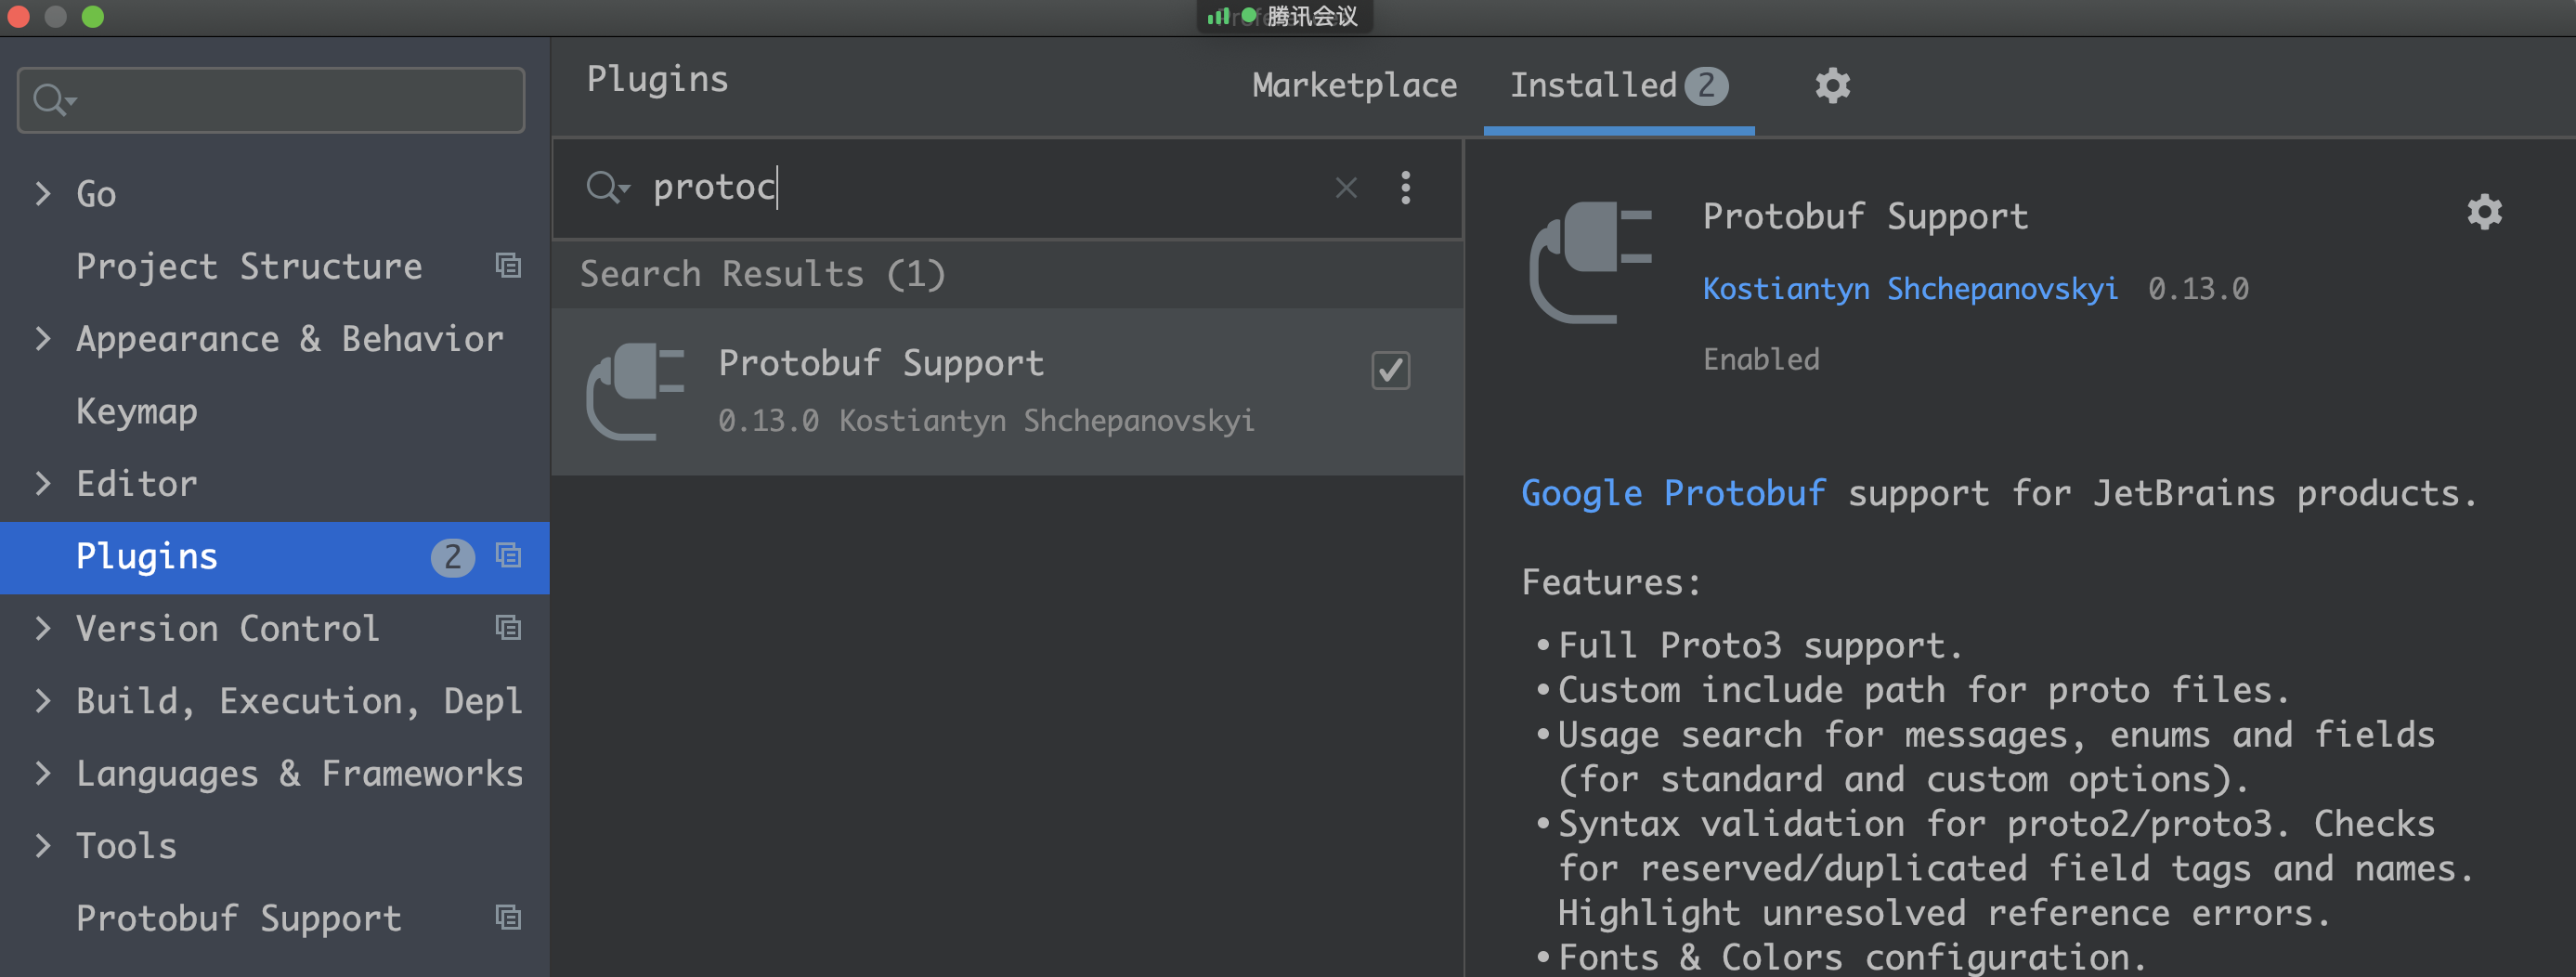 腾讯会议
Plugins
Marketplace
Installed 2
Go
Project Structure
Appearance & Behavior
Keymap
Editor
Plugins 2
Version Control
Build, Execution, Depl
Languages & Frameworks
Tools
Protobuf Support
protoc
Search Results (1)
Protobuf Support
0.13.0 Kostiantyn Shchepanovskyi
Protobuf Support
Kostiantyn Shchepanovskyi 0.13.0
Enabled
Google Protobuf support for JetBrains products.
Features:
•Full Proto3 support.
•Custom include path for proto files.
•Usage search for messages, enums and fields
(for standard and custom options).
•Syntax validation for proto2/proto3. Checks
for reserved/duplicated field tags and names.
Highlight unresolved reference errors.
•Fonts & Colors configuration.